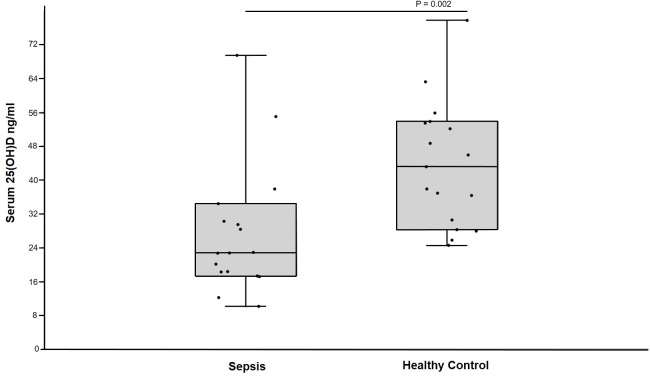 P = 0.002
72
64
56
48
40
32
24
16
8
0
Serum 25(OH)D ng/ml
Sepsis
Healthy Control